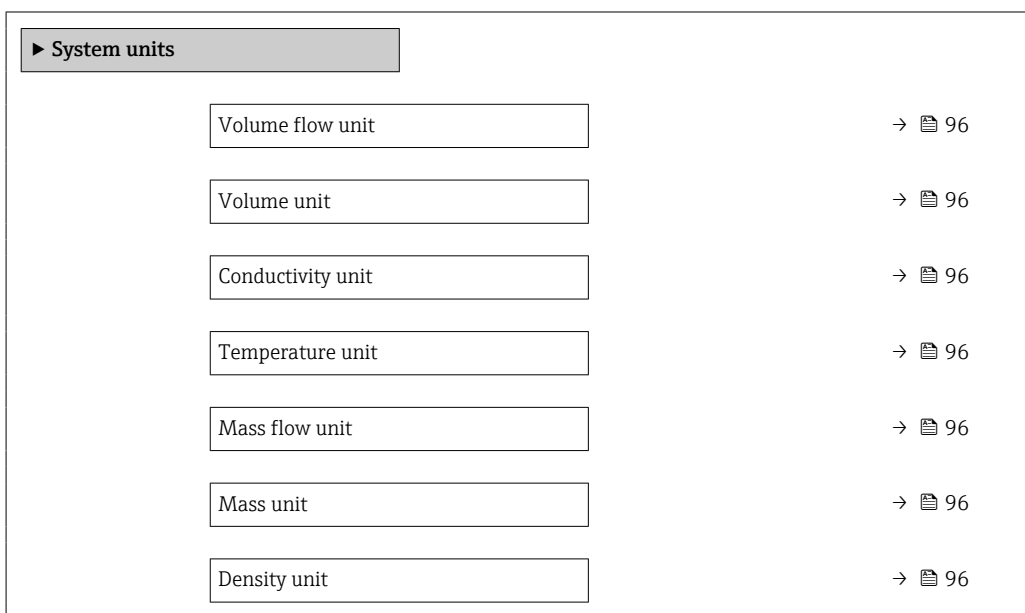 ▶ System units
Volume flow unit → 96
Volume unit → 96
Conductivity unit → 96
Temperature unit → 96
Mass flow unit → 96
Mass unit → 96
Density unit → 96